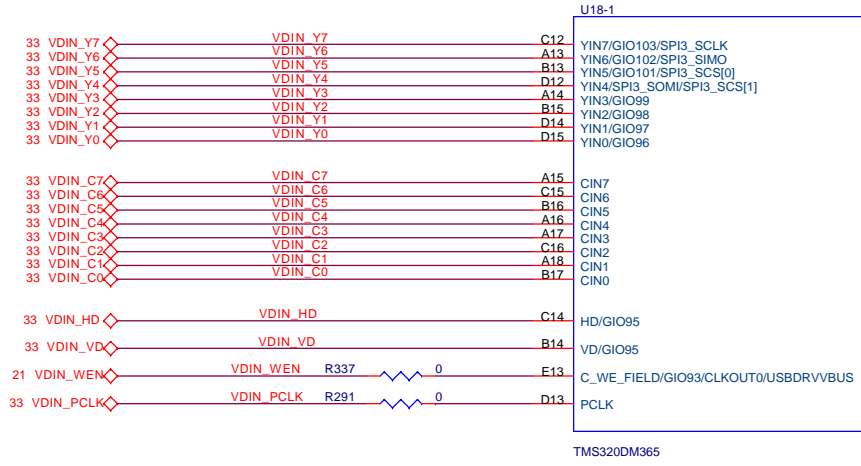 U18-1
33 VDIN_Y7 VDIN_Y7 C12 YIN7/GIO103/SPI3_SCLK
33 VDIN_Y6 VDIN_Y6 A13 YIN6/GIO102/SPI3_SIMO
33 VDIN_Y5 VDIN_Y5 B13 YIN5/GIO101/SPI3_SCS[0]
33 VDIN_Y4 VDIN_Y4 D12 YIN4/SPI3_SOMI/SPI3_SCS[1]
33 VDIN_Y3 VDIN_Y3 A14 YIN3/GIO99
33 VDIN_Y2 VDIN_Y2 B15 YIN2/GIO98
33 VDIN_Y1 VDIN_Y1 D14 YIN1/GIO97
33 VDIN_Y0 VDIN_Y0 D15 YIN0/GIO96
33 VDIN_C7 VDIN_C7 A15 CIN7
33 VDIN_C6 VDIN_C6 C15 CIN6
33 VDIN_C5 VDIN_C5 B16 CIN5
33 VDIN_C4 VDIN_C4 A16 CIN4
33 VDIN_C3 VDIN_C3 A17 CIN3
33 VDIN_C2 VDIN_C2 C16 CIN2
33 VDIN_C1 VDIN_C1 A18 CIN1
33 VDIN_C0 VDIN_C0 B17 CIN0
33 VDIN_HD VDIN_HD C14 HD/GIO95
33 VDIN_VD VDIN_VD B14 VD/GIO95
21 VDIN_WEN VDIN_WEN R337 0 E13 C_WE_FIELD/GIO93/CLKOUT0/USBDRVVBUS
33 VDIN_PCLK VDIN_PCLK R291 0 D13 PCLK
TMS320DM365